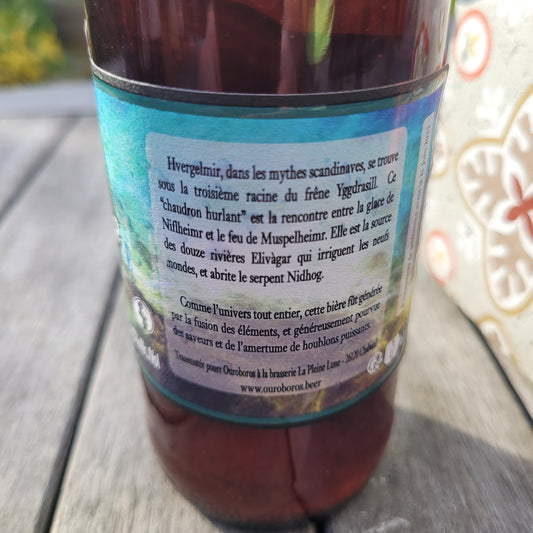 Hvergelmir, dans les mythes scandinaves, se trouve
sous la troisième racine du frêne Yggdrasill. Ce
"chaudron hurlant" est la rencontre entre la glace de
Niflheimr et le feu de Muspelheimr. Elle est la source
des douze rivières Elivàgar qui irriguent les neufs
mondes, et abrite le serpent Nidhog.
Comme l'univers tout entier, cette bière fût générée
par la fusion des éléments, et généreusement pourvue
des saveurs et de l'amertume de houblons puissants.
pour Ouroboros à la brasserie La Pleine Lune - 26120
www.ouroboros.beer